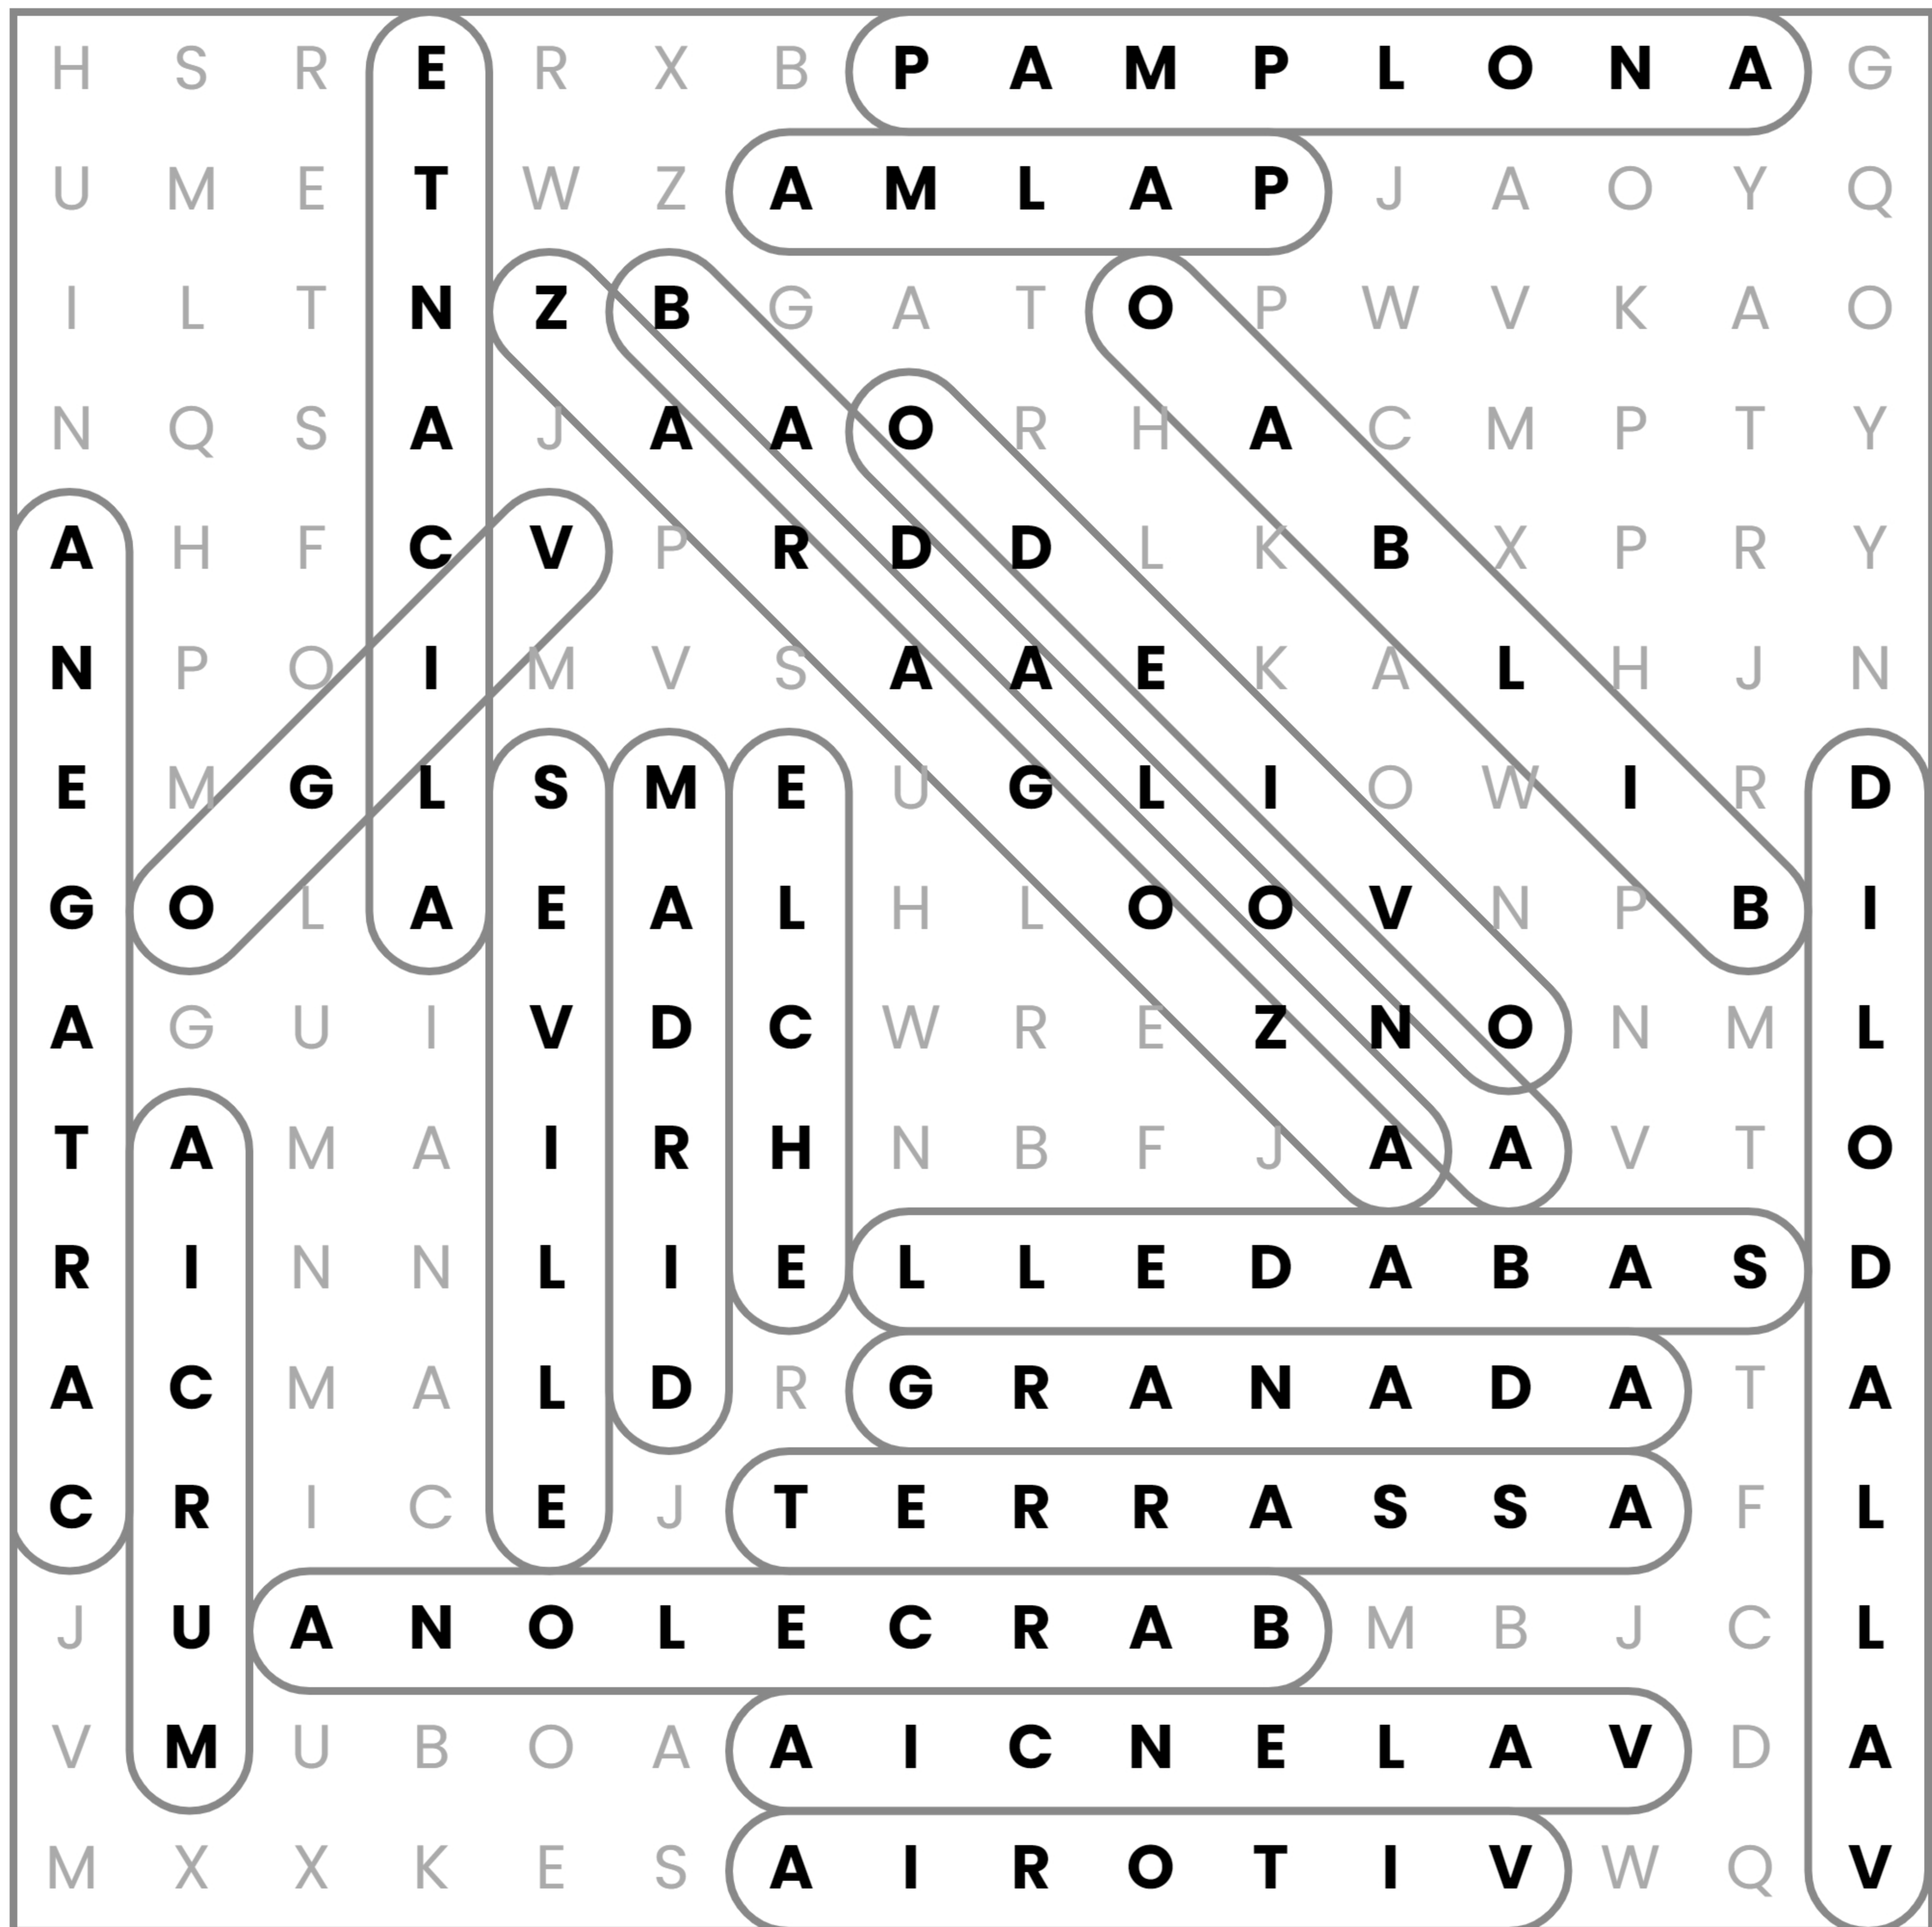 H S R E R X B P A M P L O N A G
U M E T W Z A M L A P J A O Y Q
I L T N Z B G A T O P W V K A O
N Q S A J A A O R H A C M P T Y
A H F C V P R D D L K B X P R Y
N P O I M V S A A E K A L H J N
E M G L S M E U G L I O W I R D
G O L A E A L H L O O V N P B I
A G U I V D C W R E Z N O N M L
T A M A I R H N B F J A A V T O
R I N N L I E L L E D A B A S D
A C M A L D R G R A N A D A T A
C R I C E J T E R R A S S A F L
J U A N O L E C R A B M B J C L
V M U B O A A I C N E L A V D A
M X X K E S A I R O T I V W Q V